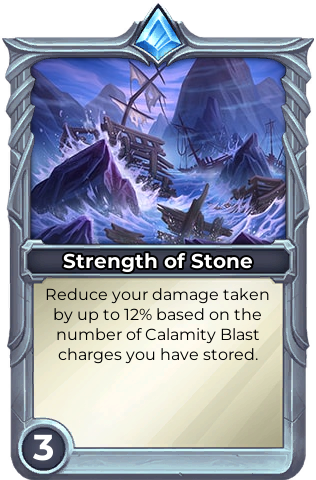 Strength of Stone
Reduce your damage taken
by up to 12% based on the
number of Calamity Blast
charges you have stored.
3